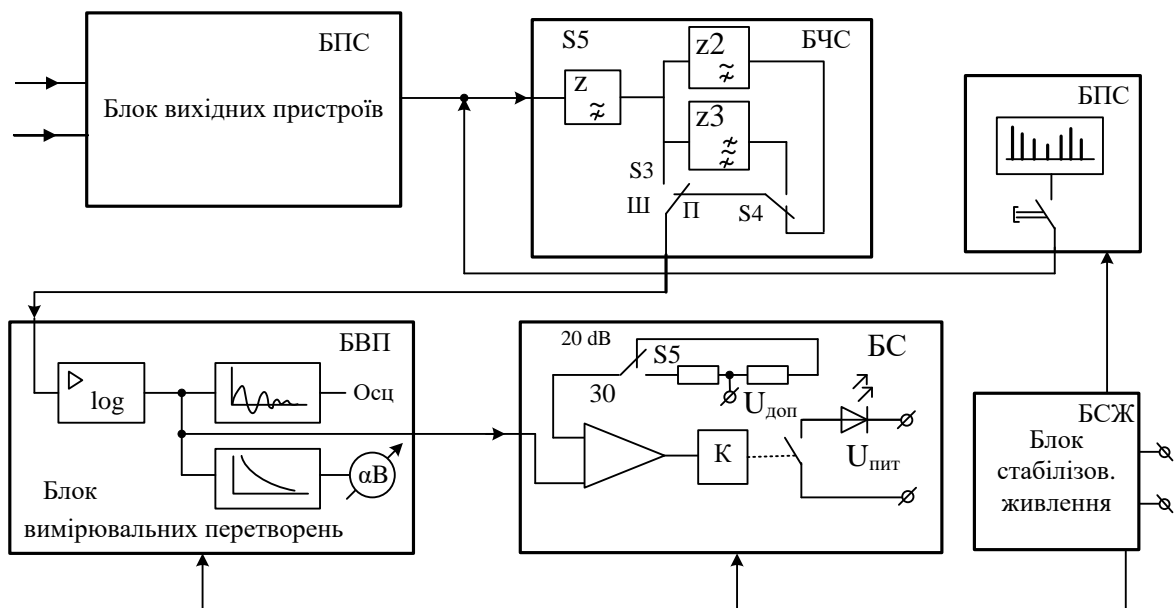 БПС
Блок вихідних пристроїв
S5
БЧС
z
z2
z3
S3
Ш
П
S4
БПС
БВП
log
Осц
αВ
Блок
вимірювальних перетворень
20 dB
S5
БС
30
Uдоп
К
Uпит
БСЖ
Блок
стабілізов.
живлення